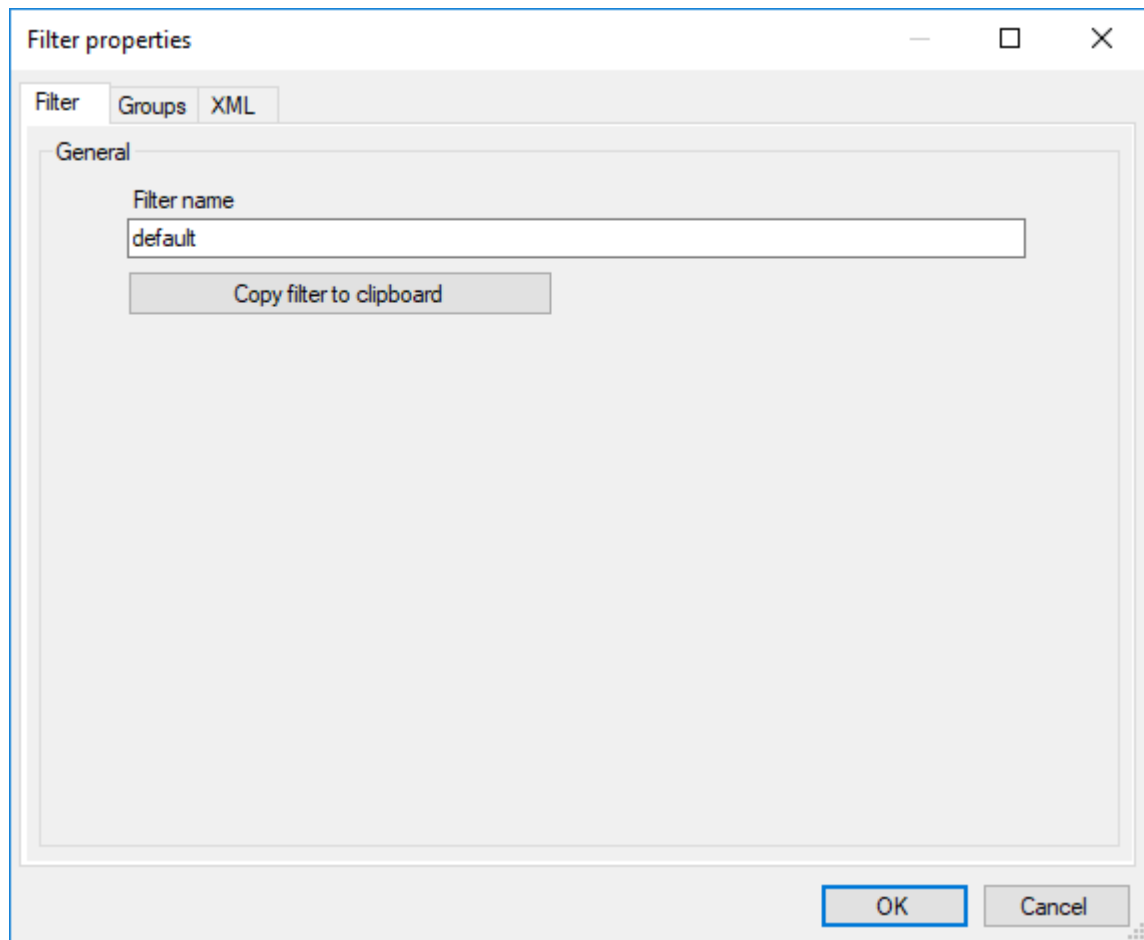 Filter properties
Filter Groups XML
General
Filter name
default
Copy filter to clipboard
OK Cancel